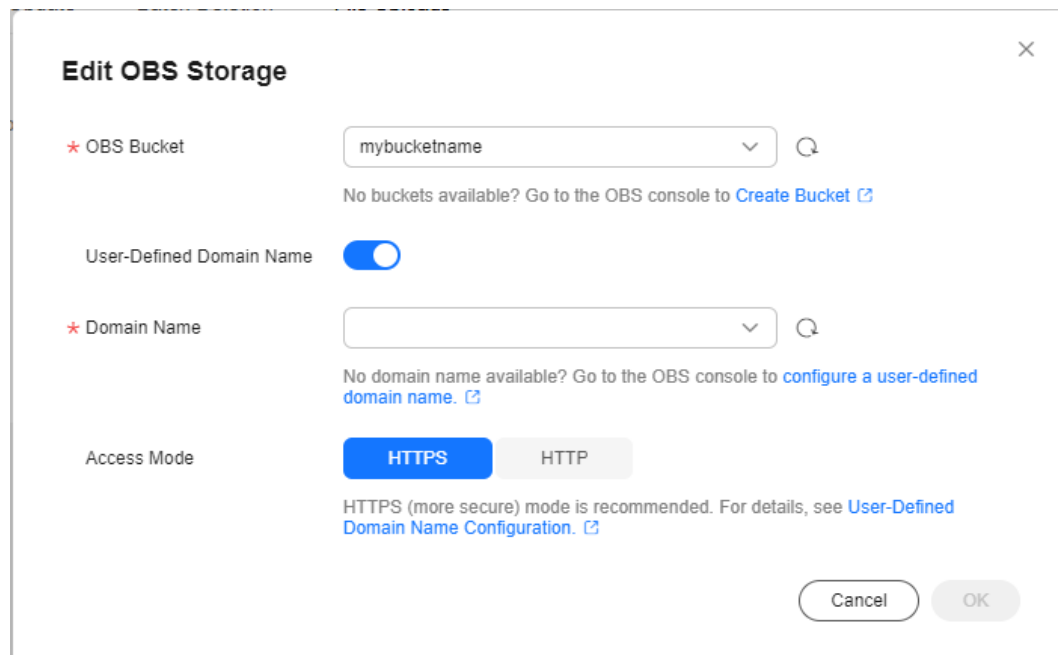 Edit OBS Storage
* OBS Bucket
mybucketname
No buckets available? Go to the OBS console to Create Bucket
User-Defined Domain Name
* Domain Name
No domain name available? Go to the OBS console to configure a user-defined
domain name.
Access Mode
HTTPS
HTTP
HTTPS (more secure) mode is recommended. For details, see User-Defined
Domain Name Configuration.
Cancel
OK